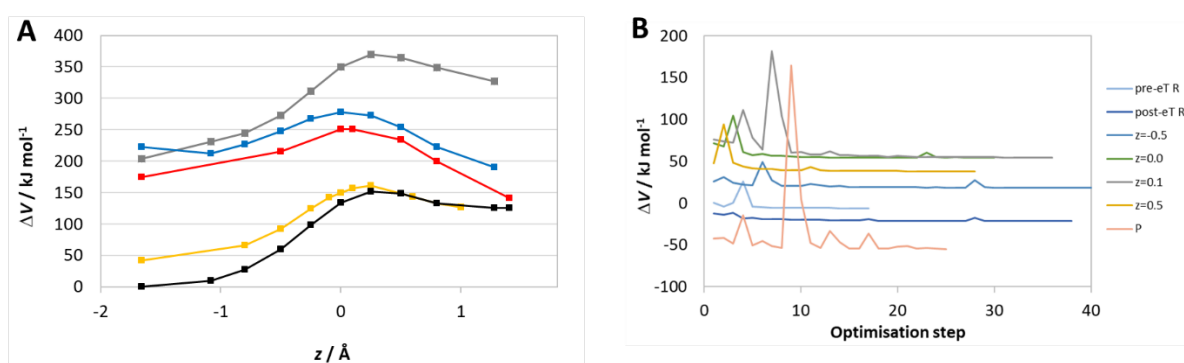 A
ΔV / kJ mol⁻¹
400
350
300
250
200
150
100
50
0
-2 -1 0 1
z / Å
B
ΔV / kJ mol⁻¹
200
150
100
50
0
-50
-100
0 10 20 30 40
Optimisation step
pre-eT R
post-eT R
z=-0.5
z=0.0
z=0.1
z=0.5
P